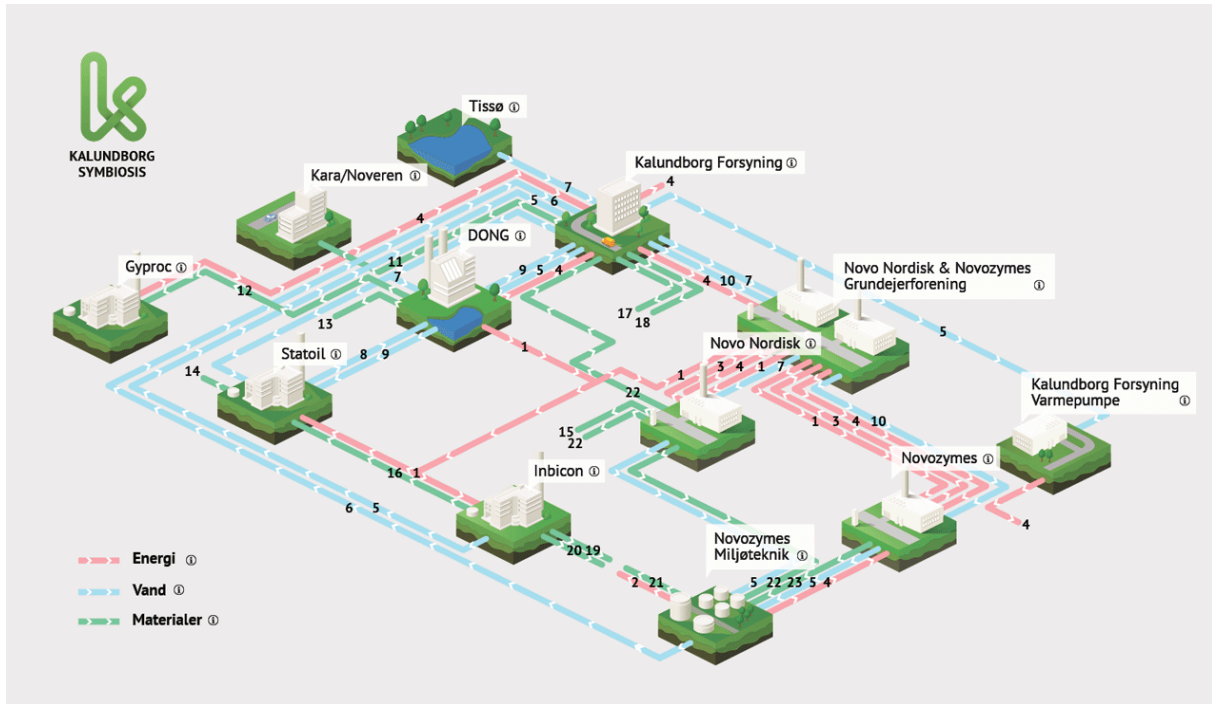 KALUNDBORG
SYMBIOSIS
Tissø
Kara/Noveren
Kalundborg Forsyning
4
7
5 6
4
DONG
11
7
9 5 4
Gyproc
12
13
4 10 7
Novo Nordisk & Novozymes
Grundejerforening
17
18
5
Statoil
8 9
1
Novo Nordisk
1 3 4 1 7
14
22
Kalundborg Forsyning
Varmepumpe
15
22
1 3 4 10
16 1
Inbicon
Novozymes
6 5
4
20 19
Novozymes
Miljøteknik
2 21
5 22 23 5 4
Energi
Vand
Materialer